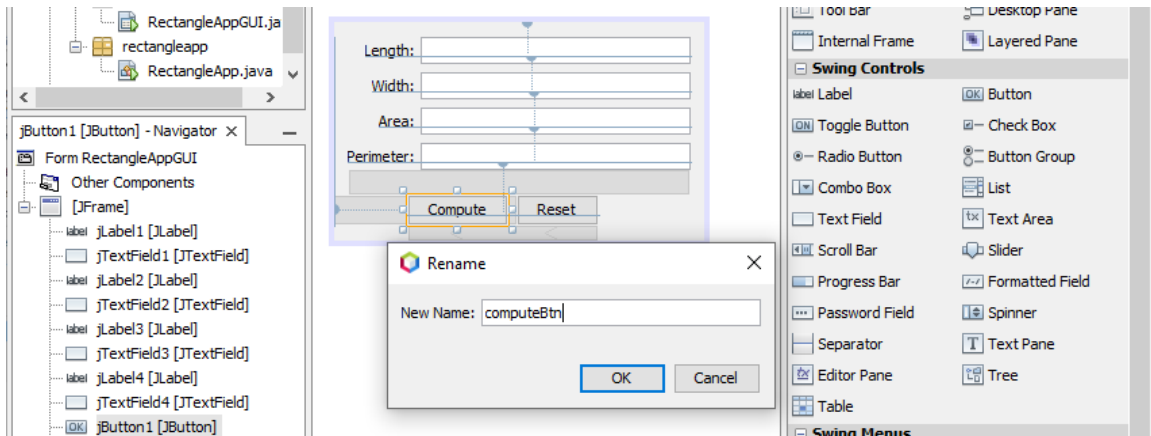 RectangleAppGUI.ja
rectangleapp
RectangleApp.java
jButton1 [JButton] - Navigator
Form RectangleAppGUI
Other Components
[JFrame]
label jLabel1 [JLabel]
jTextField1 [JTextField]
label jLabel2 [JLabel]
jTextField2 [JTextField]
label jLabel3 [JLabel]
jTextField3 [JTextField]
label jLabel4 [JLabel]
jTextField4 [JTextField]
OK jButton1 [JButton]
Length:
Width:
Area:
Perimeter:
Compute Reset
Rename
New Name: computeBtn
OK Cancel
Tool Bar Desktop Pane
Internal Frame Layered Pane
Swing Controls
label Label OK Button
ON Toggle Button Check Box
Radio Button Button Group
Combo Box List
Text Field tx Text Area
Scroll Bar Slider
Progress Bar Formatted Field
Password Field Spinner
Separator T Text Pane
tx Editor Pane Tree
Table
Swing Menus